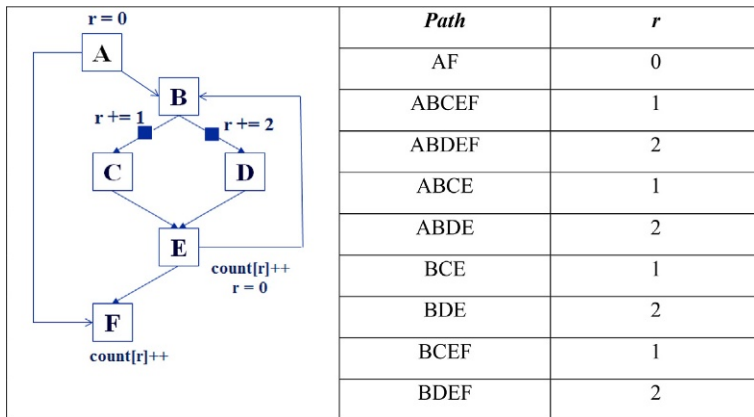 r = 0
A
B
r += 1
r += 2
C
D
E
count[r]++
r = 0
F
count[r]++
Path r
AF 0
ABCEF 1
ABDEF 2
ABCE 1
ABDE 2
BCE 1
BDE 2
BCEF 1
BDEF 2